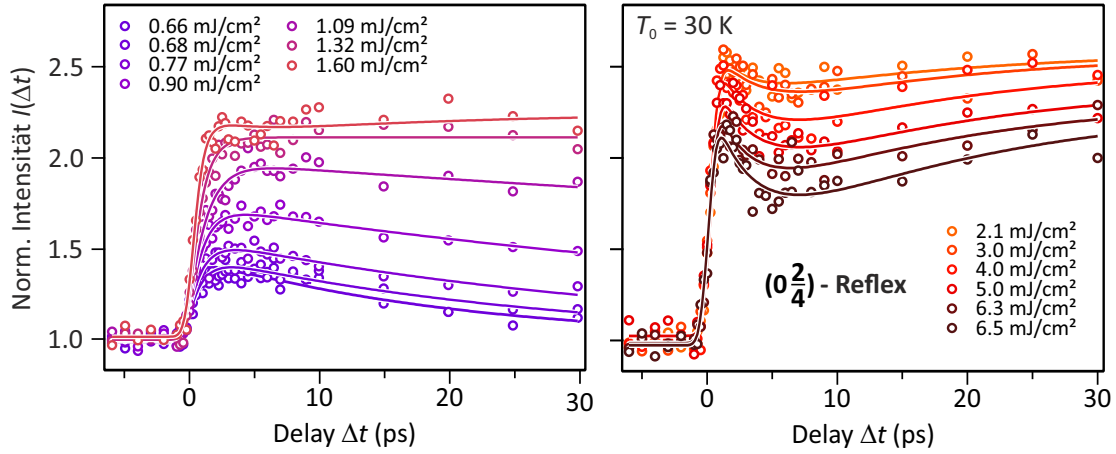 Norm. Intensität I(Δt)
2.5
2.0
1.5
1.0
0.66 mJ/cm²
0.68 mJ/cm²
0.77 mJ/cm²
0.90 mJ/cm²
1.09 mJ/cm²
1.32 mJ/cm²
1.60 mJ/cm²
0 10 20 30
Delay Δt (ps)
T₀ = 30 K
(0 2/4) - Reflex
2.1 mJ/cm²
3.0 mJ/cm²
4.0 mJ/cm²
5.0 mJ/cm²
6.3 mJ/cm²
6.5 mJ/cm²
0 10 20 30
Delay Δt (ps)